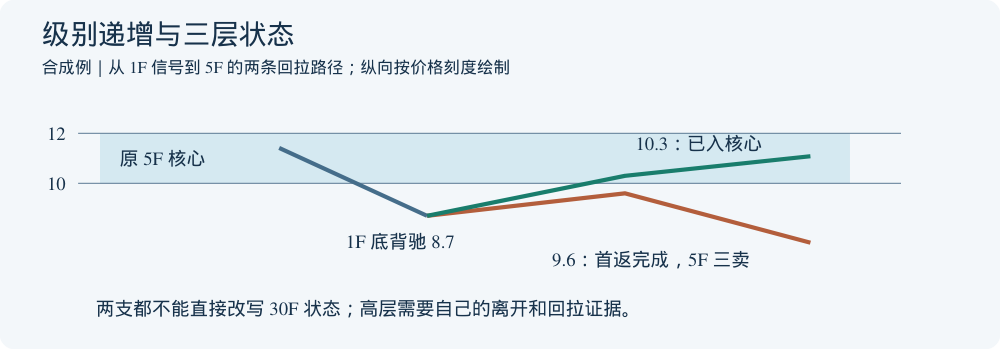 级别递增与三层状态
合成例｜从 1F 信号到 5F 的两条回拉路径；纵向按价格刻度绘制
12
10.3：已入核心
原 5F 核心
10
1F 底背驰 8.7
9.6：首返完成，5F 三卖
两支都不能直接改写 30F 状态；高层需要自己的离开和回拉证据。